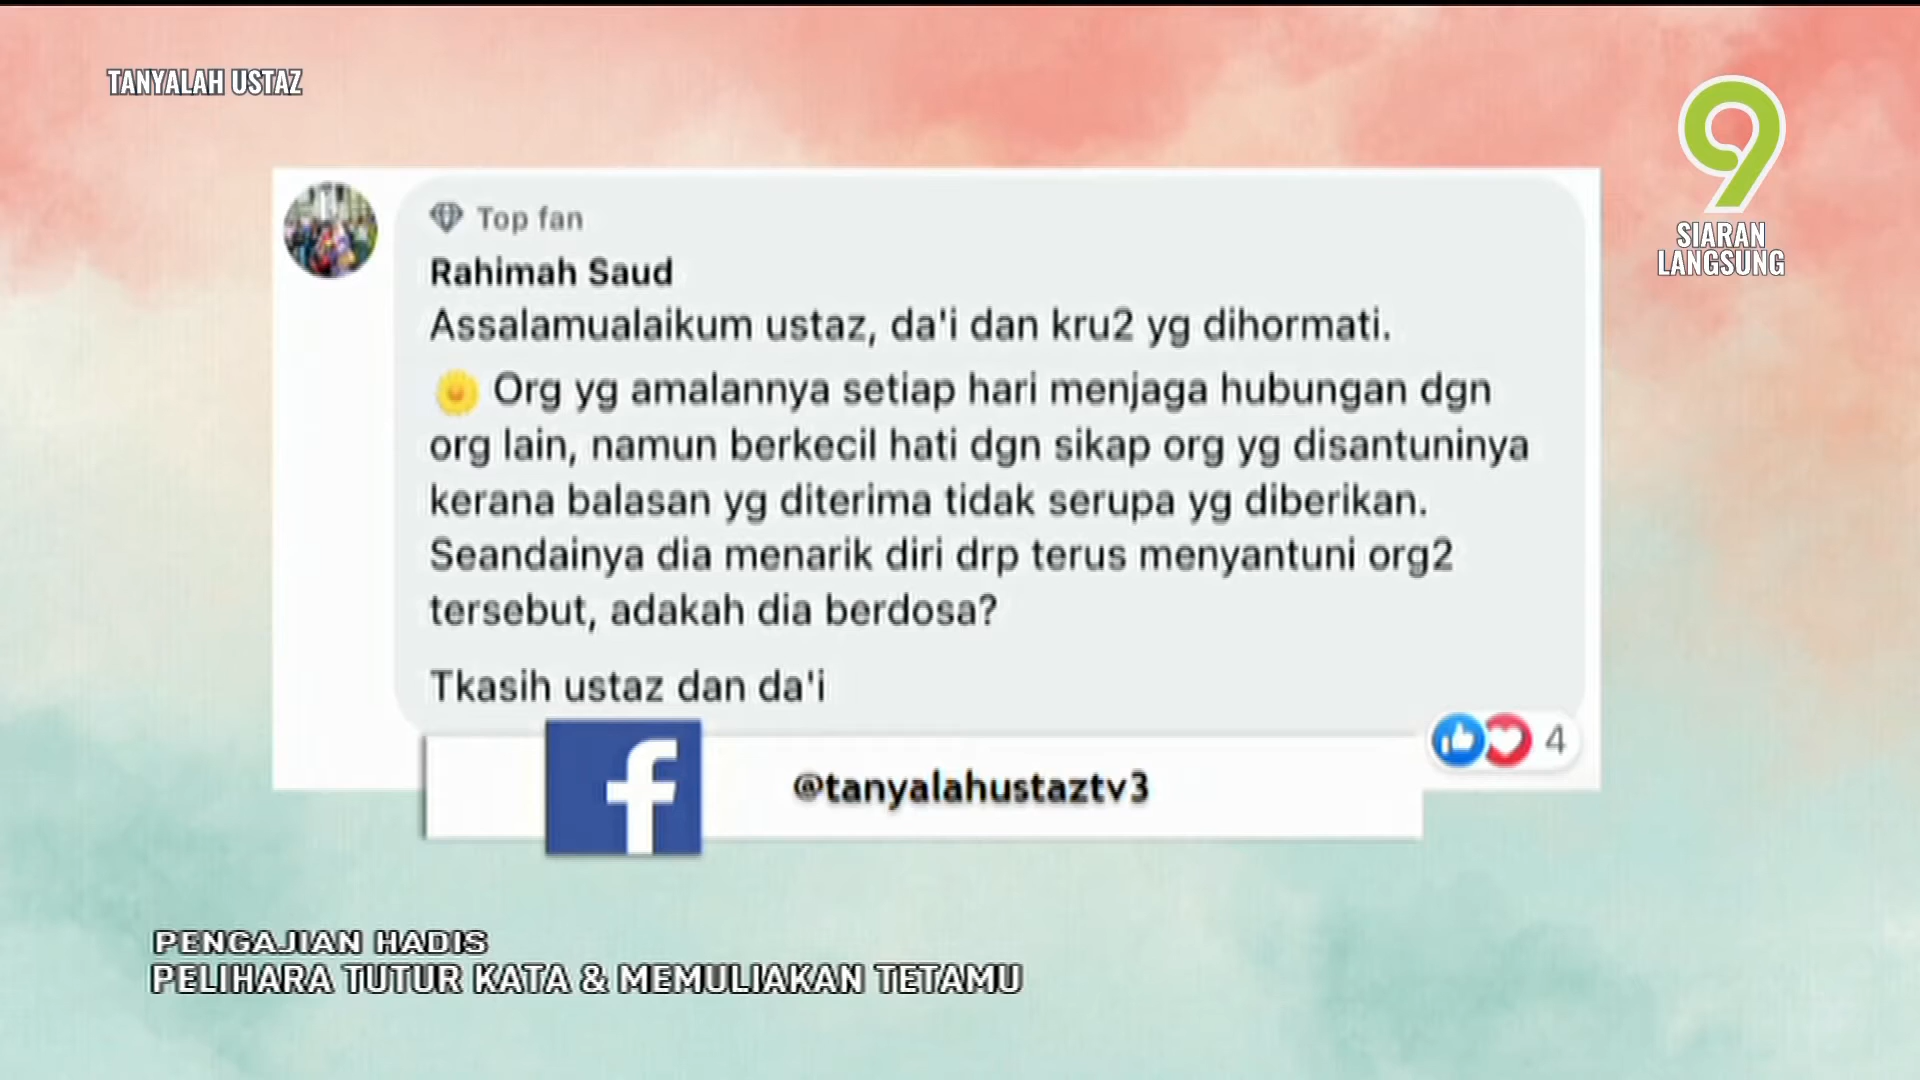 TANYALAH USTAZ
9
SIARAN
LANGSUNG
Top fan
Rahimah Saud
Assalamualaikum ustaz, da'i dan kru2 yg dihormati.
🌼 Org yg amalannya setiap hari menjaga hubungan dgn
org lain, namun berkecil hati dgn sikap org yg disantuninya
kerana balasan yg diterima tidak serupa yg diberikan.
Seandainya dia menarik diri drp terus menyantuni org2
tersebut, adakah dia berdosa?
Tkasih ustaz dan da'i
4
f
@tanyalahustaztv3
PENGAJIAN HADIS
PELIHARA TUTUR KATA & MEMULIAKAN TETAMU